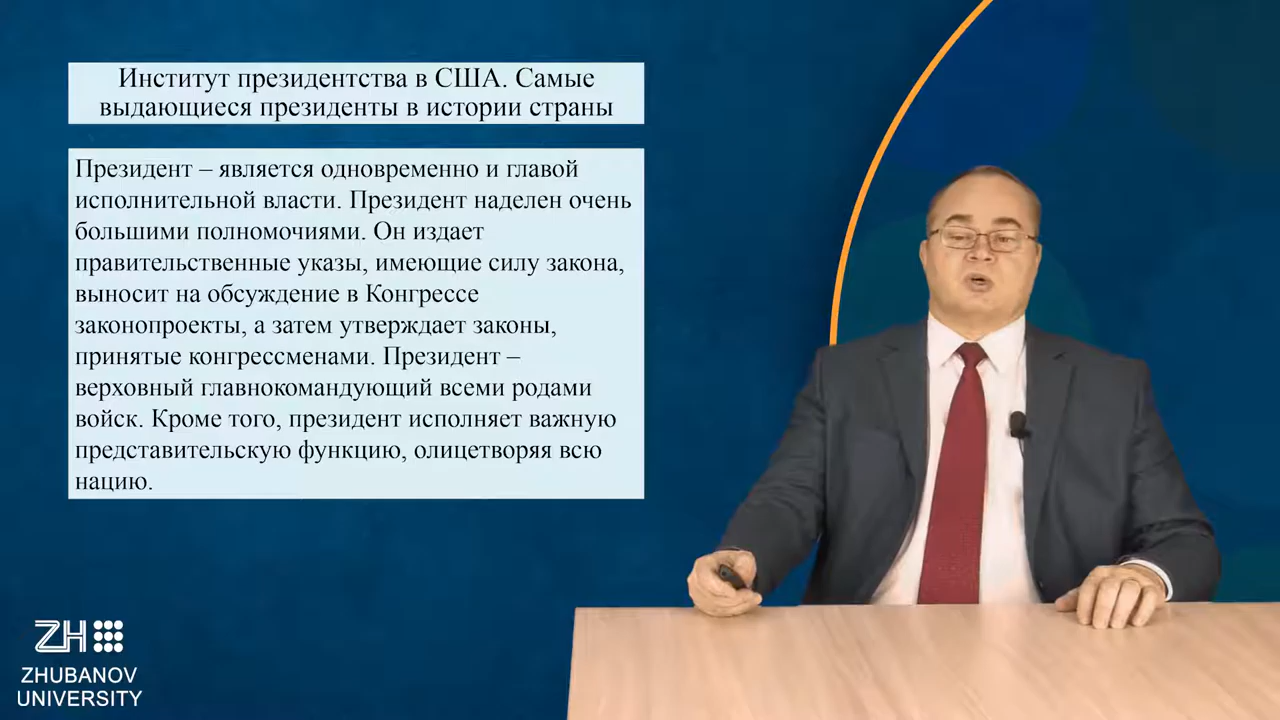 Институт президентства в США. Самые
выдающиеся президенты в истории страны
Президент – является одновременно и главой
исполнительной власти. Президент наделен очень
большими полномочиями. Он издает
правительственные указы, имеющие силу закона,
выносит на обсуждение в Конгрессе
законопроекты, а затем утверждает законы,
принятые конгрессменами. Президент –
верховный главнокомандующий всеми родами
войск. Кроме того, президент исполняет важную
представительскую функцию, олицетворяя всю
нацию.
ZH
ZHUBANOV
UNIVERSITY